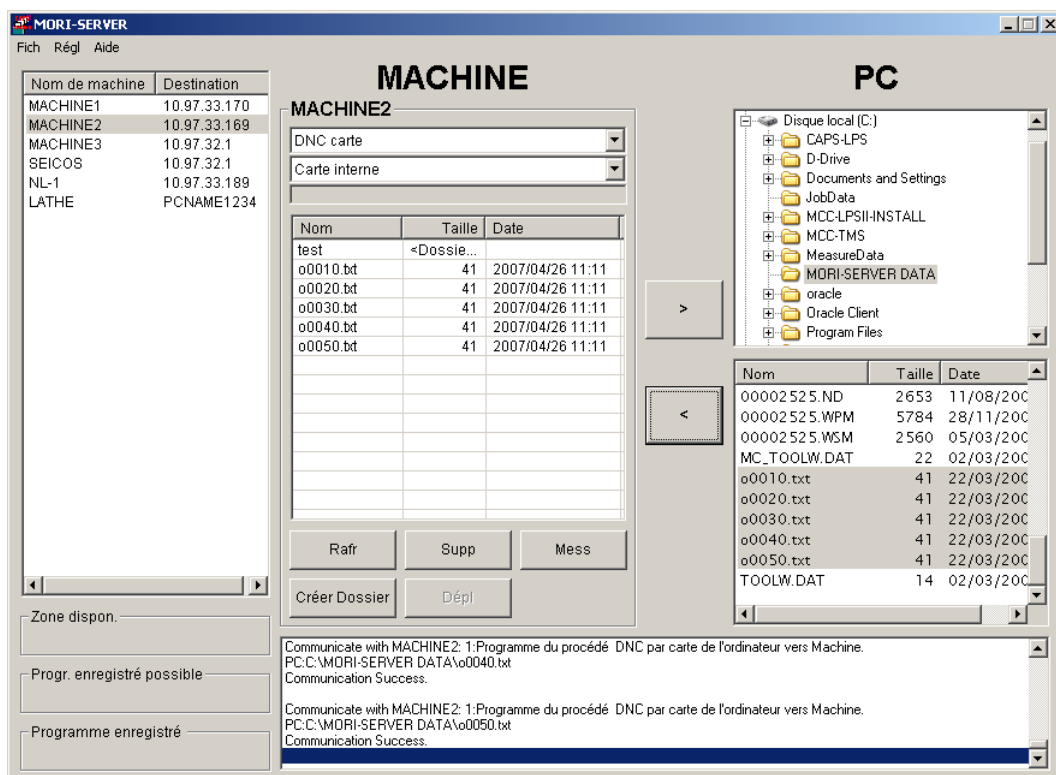 MORI-SERVER
Fich Régl Aide
MACHINE
PC
Nom de machine Destination
MACHINE1 10.97.33.170
MACHINE2 10.97.33.169
MACHINE3 10.97.32.1
SEICOS 10.97.32.1
NL-1 10.97.33.189
LATHE PCNAME1234
Zone dispon.
Progr. enregistré possible
Programme enregistré
MACHINE2
DNC carte
Carte interne
Nom Taille Date
test <Dossie...
o0010.txt 41 2007/04/26 11:11
o0020.txt 41 2007/04/26 11:11
o0030.txt 41 2007/04/26 11:11
o0040.txt 41 2007/04/26 11:11
o0050.txt 41 2007/04/26 11:11
Rafr Supp Mess
Créer Dossier Dépl
>
<
Disque local (C:)
CAPS-LPS
D-Drive
Documents and Settings
JobData
MCC-LPSII-INSTALL
MCC-TMS
MeasureData
MORI-SERVER DATA
oracle
Oracle Client
Program Files
Nom Taille Date
00002525.ND 2653 11/08/200
00002525.WPM 5784 28/11/200
00002525.WSM 2560 05/03/200
MC_TOOLW.DAT 22 02/03/200
o0010.txt 41 22/03/200
o0020.txt 41 22/03/200
o0030.txt 41 22/03/200
o0040.txt 41 22/03/200
o0050.txt 41 22/03/200
TOOLW.DAT 14 02/03/200
Communicate with MACHINE2: 1:Programme du procédé DNC par carte de l'ordinateur vers Machine.
PC:C:\MORI-SERVER DATA\o0040.txt
Communication Success.
Communicate with MACHINE2: 1:Programme du procédé DNC par carte de l'ordinateur vers Machine.
PC:C:\MORI-SERVER DATA\o0050.txt
Communication Success.